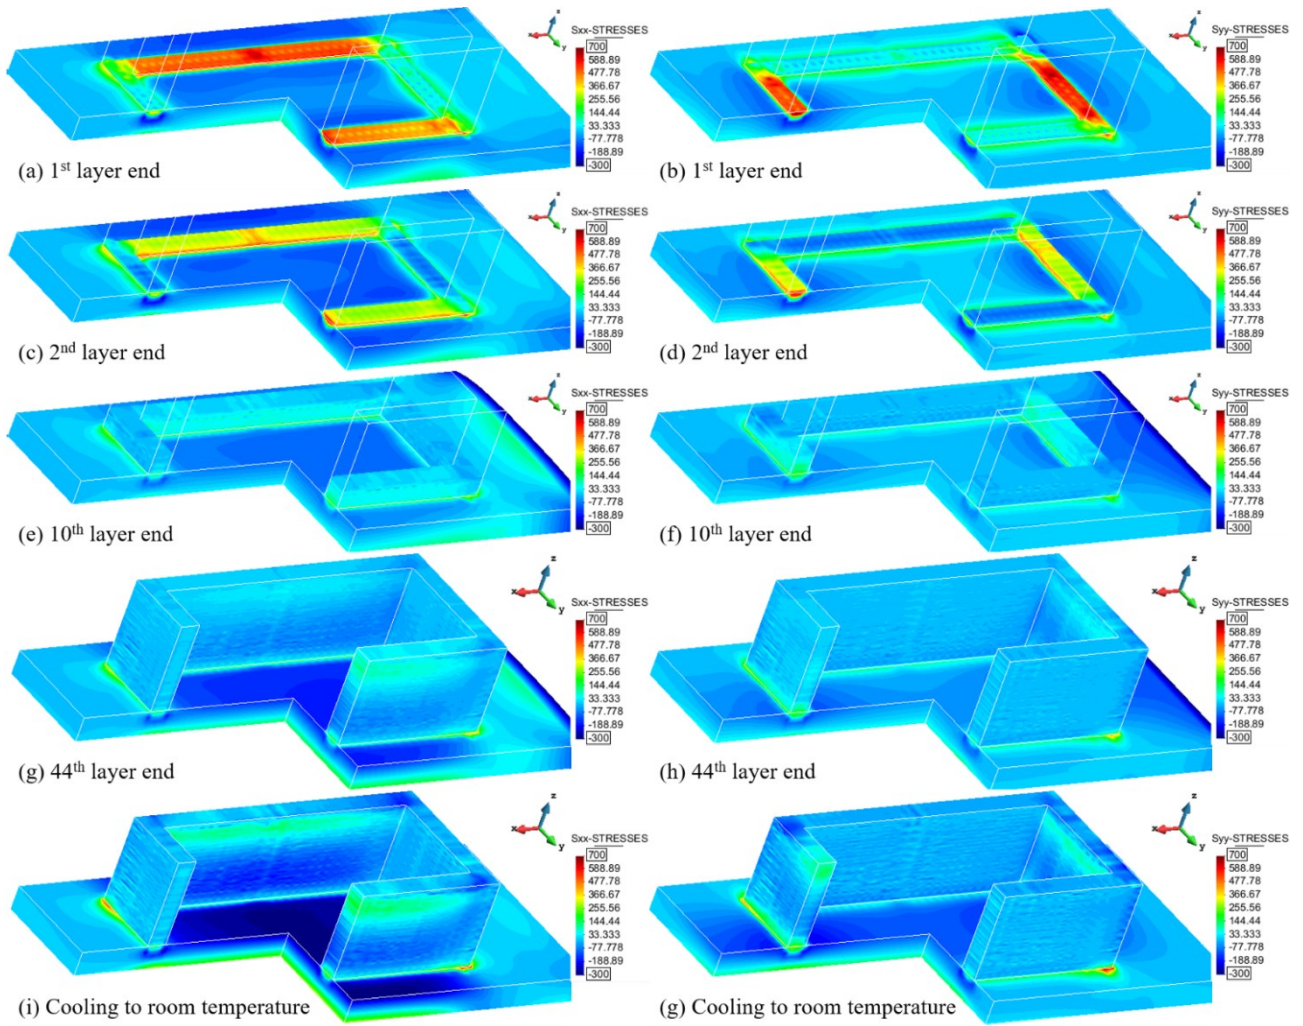 Sxx-STRESSES
700
588.89
477.78
366.67
255.56
144.44
33.333
-77.778
-188.89
-300
x
y
z
(a) 1st layer end
Syy-STRESSES
700
588.89
477.78
366.67
255.56
144.44
33.333
-77.778
-188.89
-300
x
y
z
(b) 1st layer end
Sxx-STRESSES
700
588.89
477.78
366.67
255.56
144.44
33.333
-77.778
-188.89
-300
x
y
z
(c) 2nd layer end
Syy-STRESSES
700
588.89
477.78
366.67
255.56
144.44
33.333
-77.778
-188.89
-300
x
y
z
(d) 2nd layer end
Sxx-STRESSES
700
588.89
477.78
366.67
255.56
144.44
33.333
-77.778
-188.89
-300
x
y
z
(e) 10th layer end
Syy-STRESSES
700
588.89
477.78
366.67
255.56
144.44
33.333
-77.778
-188.89
-300
x
y
z
(f) 10th layer end
z
x
y
Sxx-STRESSES
700
588.89
477.78
366.67
255.56
144.44
33.333
-77.778
-188.89
-300
(g) 44th layer end
z
x
y
Syy-STRESSES
700
588.89
477.78
366.67
255.56
144.44
33.333
-77.778
-188.89
-300
(h) 44th layer end
z
x
y
Sxx-STRESSES
700
588.89
477.78
366.67
255.56
144.44
33.333
-77.778
-188.89
-300
(i) Cooling to room temperature
z
x
y
Syy-STRESSES
700
588.89
477.78
366.67
255.56
144.44
33.333
-77.778
-188.89
-300
(g) Cooling to room temperature